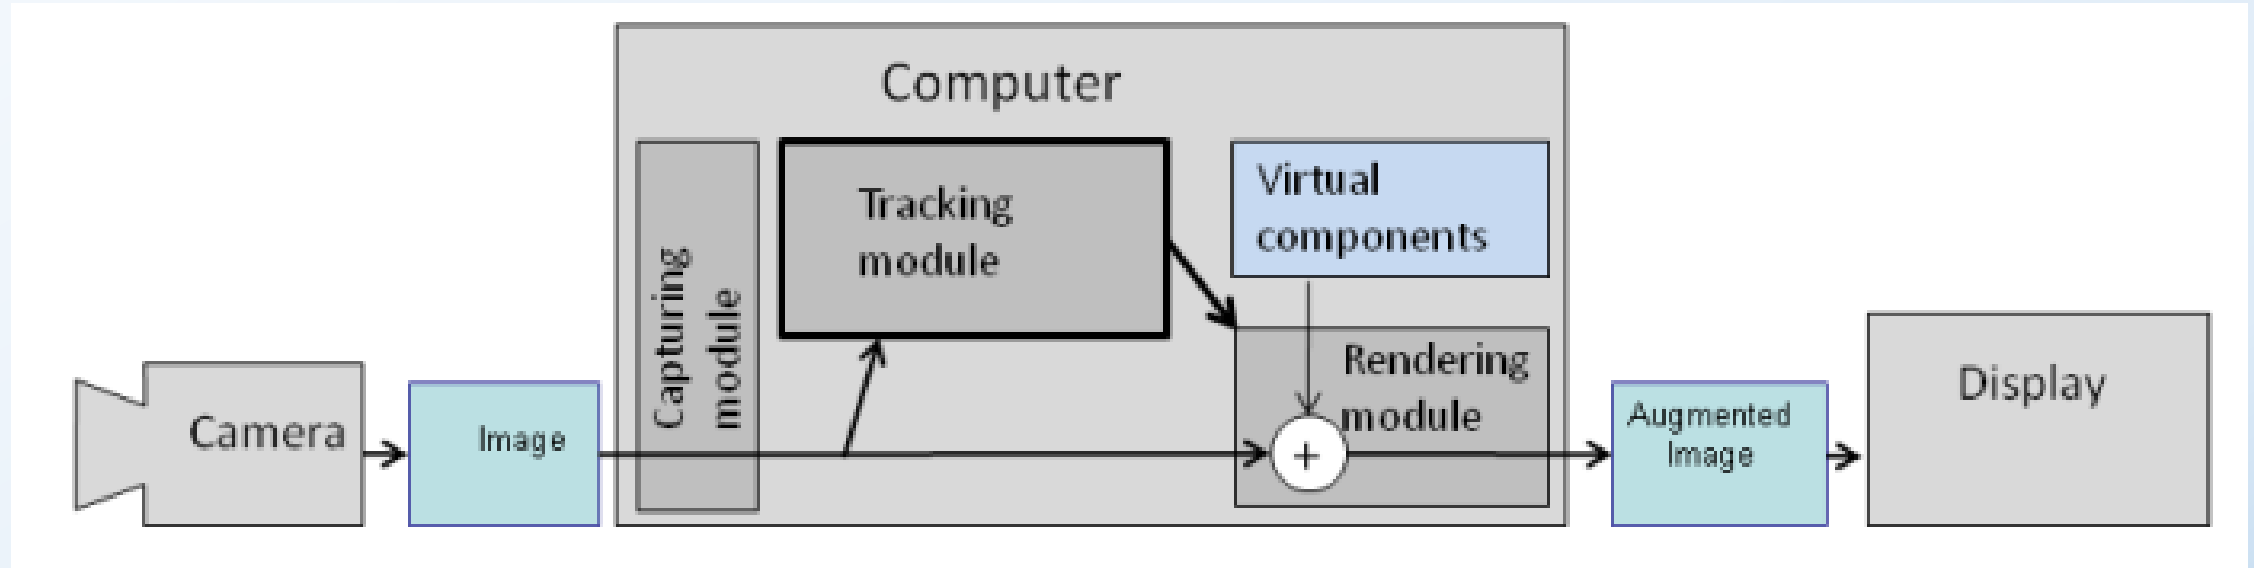 Computer
Camera
Image
Capturing
module
Tracking
module
Virtual
components
Rendering
module
+
Augmented
Image
Display